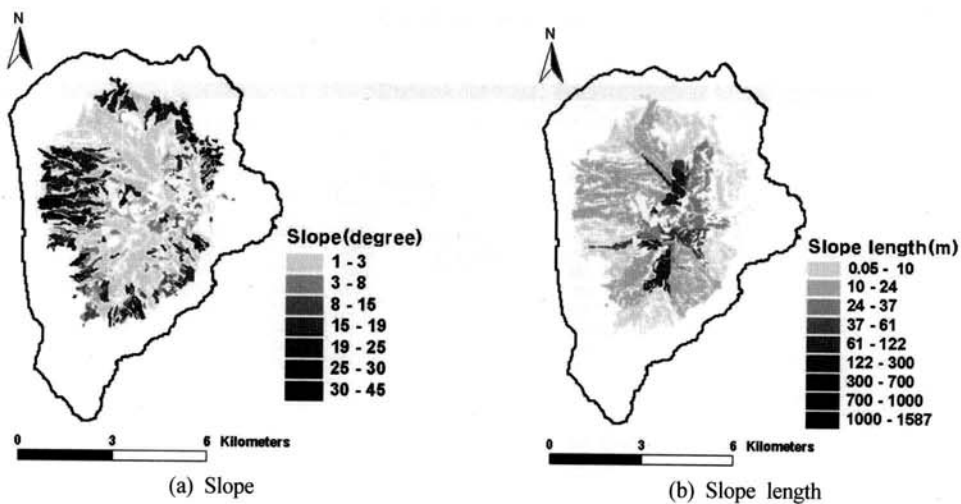 N
Slope(degree)
1 - 3
3 - 8
8 - 15
15 - 19
19 - 25
25 - 30
30 - 45
0 3 6 Kilometers
(a) Slope
N
Slope length(m)
0.05 - 10
10 - 24
24 - 37
37 - 61
61 - 122
122 - 300
300 - 700
700 - 1000
1000 - 1587
0 3 6 Kilometers
(b) Slope length